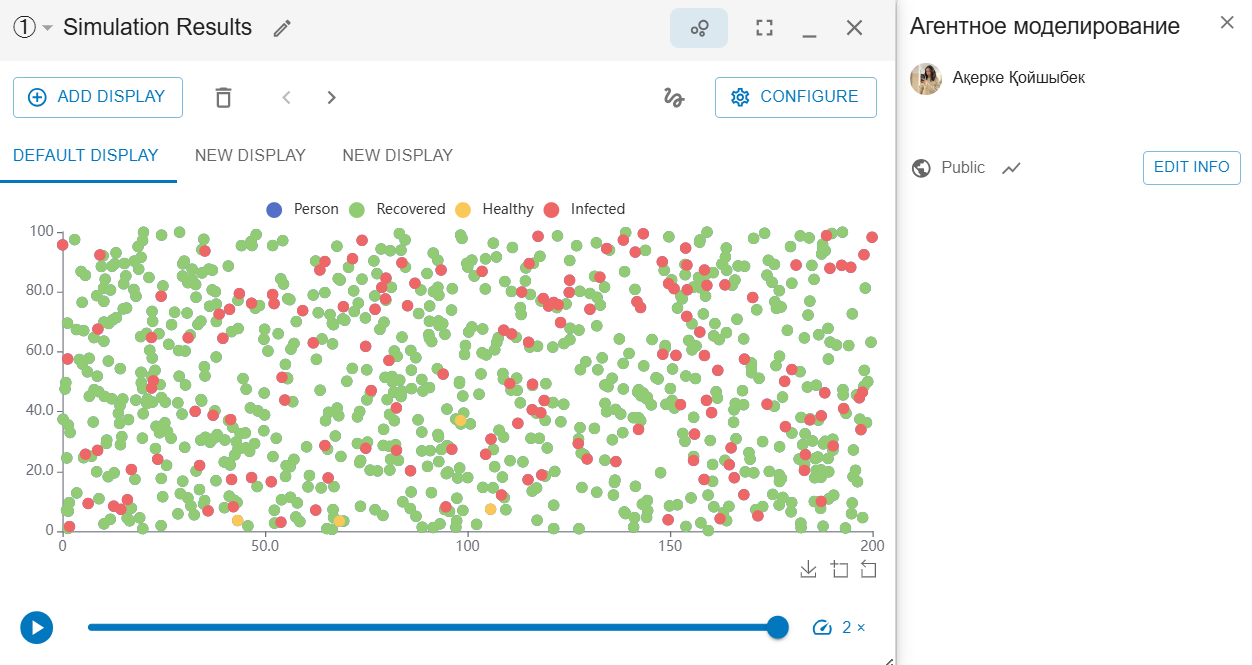 ① Simulation Results
ADD DISPLAY
CONFIGURE
DEFAULT DISPLAY NEW DISPLAY NEW DISPLAY
Person Recovered Healthy Infected
100
80.0
60.0
40.0
20.0
0
0 50.0 100 150 200
2 ×
Агентное моделирование
Ақерке Қойшыбек
Public
EDIT INFO